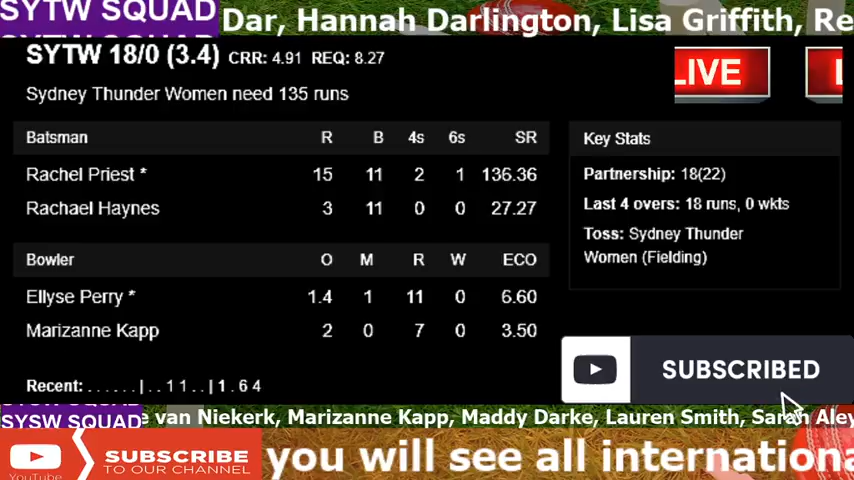 SYTW SQUAD Dar, Hannah Darlington, Lisa Griffith, Re
SYTW 18/0 (3.4) CRR: 4.91 REQ: 8.27
LIVE
Sydney Thunder Women need 135 runs
Batsman R B 4s 6s SR
Rachel Priest * 15 11 2 1 136.36
Rachael Haynes 3 11 0 0 27.27
Bowler O M R W ECO
Ellyse Perry * 1.4 1 11 0 6.60
Marizanne Kapp 2 0 7 0 3.50
Recent: . . . . . . | . . 1 1 . . | 1 . 6 4
Key Stats
Partnership: 18(22)
Last 4 overs: 18 runs, 0 wkts
Toss: Sydney Thunder
Women (Fielding)
SUBSCRIBED
SYSW SQUAD e van Niekerk, Marizanne Kapp, Maddy Darke, Lauren Smith, Sarah Aley
YouTube
SUBSCRIBE
TO OUR CHANNEL
you will see all internationa